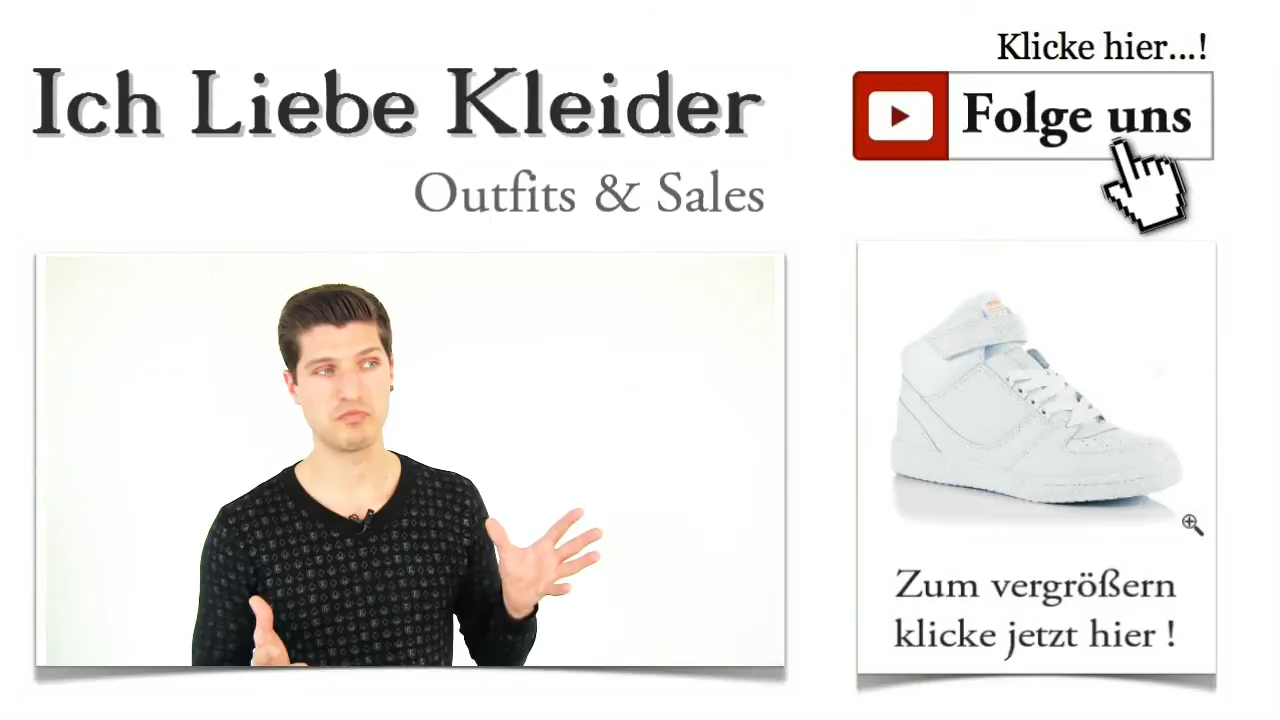 Ich Liebe Kleider
Outfits & Sales
Klicke hier...!
Folge uns
Zum vergrößern
klicke jetzt hier !